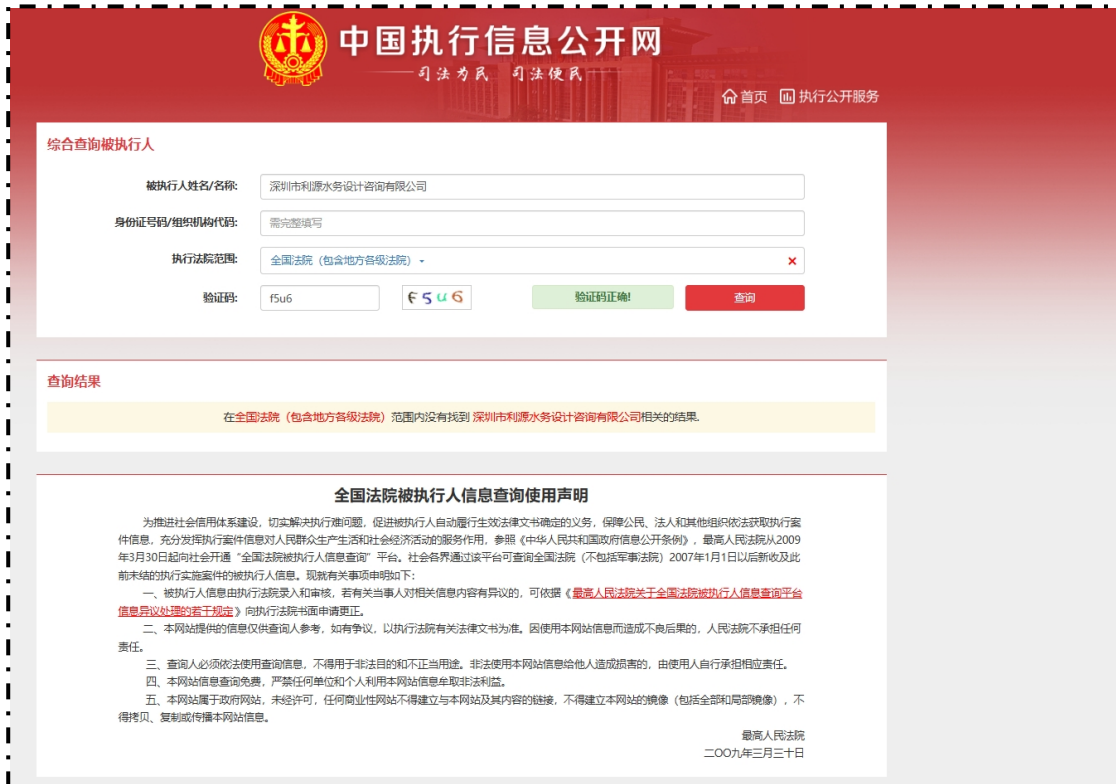 中国执行信息公开网
司法为民 司法便民
首页 执行公开服务
综合查询被执行人
被执行人姓名/名称: 深圳市利源水务设计咨询有限公司
身份证号码/组织机构代码: 需完整填写
执行法院范围: 全国法院（包含地方各级法院）
验证码: f5u6 F5u6 验证码正确! 查询
查询结果
在全国法院（包含地方各级法院）范围内没有找到 深圳市利源水务设计咨询有限公司相关的结果.
全国法院被执行人信息查询使用声明
为推进社会信用体系建设，切实解决执行难问题，促进被执行人自动履行生效法律文书确定的义务，保障公民、法人和其他组织依法获取执行案
件信息，充分发挥执行案件信息对人民群众生产生活和社会经济活动的服务作用，参照《中华人民共和国政府信息公开条例》，最高人民法院从2009
年3月30日起向社会开通“全国法院被执行人信息查询”平台。社会各界通过该平台可查询全国法院（不包括军事法院）2007年1月1日以后新收及此
前未结的执行实施案件的被执行人信息。现就有关事项申明如下：
一、被执行人信息由执行法院录入和审核，若有关当事人对相关信息内容有异议的，可依据《最高人民法院关于全国法院被执行人信息查询平台
信息异议处理的若干规定》向执行法院书面申请更正。
二、本网站提供的信息仅供查询人参考，如有争议，以执行法院有关法律文书为准。因使用本网站信息而造成不良后果的，人民法院不承担任何
责任。
三、查询人必须依法使用查询信息，不得用于非法目的和不正当用途。非法使用本网站信息给他人造成损害的，由使用人自行承担相应责任。
四、本网站信息查询免费，严禁任何单位和个人利用本网站信息牟取非法利益。
五、本网站属于政府网站，未经许可，任何商业性网站不得建立与本网站及其内容的链接，不得建立本网站的镜像（包括全部和局部镜像），不
得拷贝、复制或传播本网站信息。
最高人民法院
二〇〇九年三月三十日